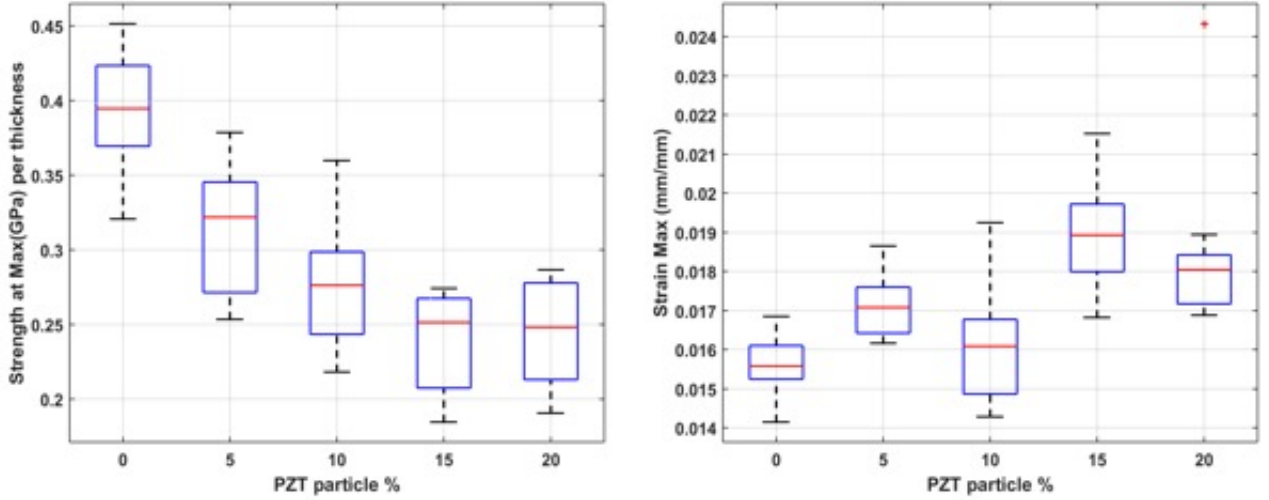 Strength at Max(GPa) per thickness
0.45
0.4
0.35
0.3
0.25
0.2
0 5 10 15 20
PZT particle %
Strain Max (mm/mm)
0.024
0.023
0.022
0.021
0.02
0.019
0.018
0.017
0.016
0.015
0.014
0 5 10 15 20
PZT particle %